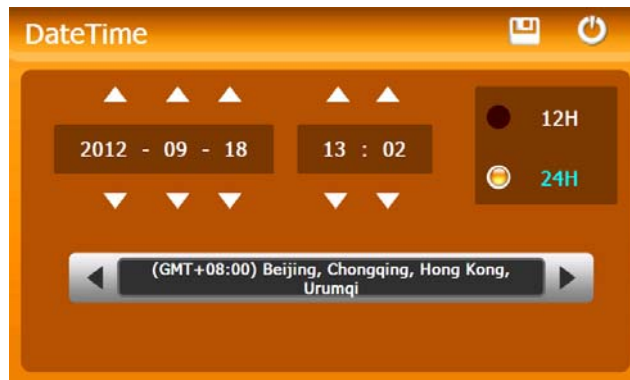 DateTime
2012 - 09 - 18
13 : 02
12H
24H
(GMT+08:00) Beijing, Chongqing, Hong Kong,
Urumqi